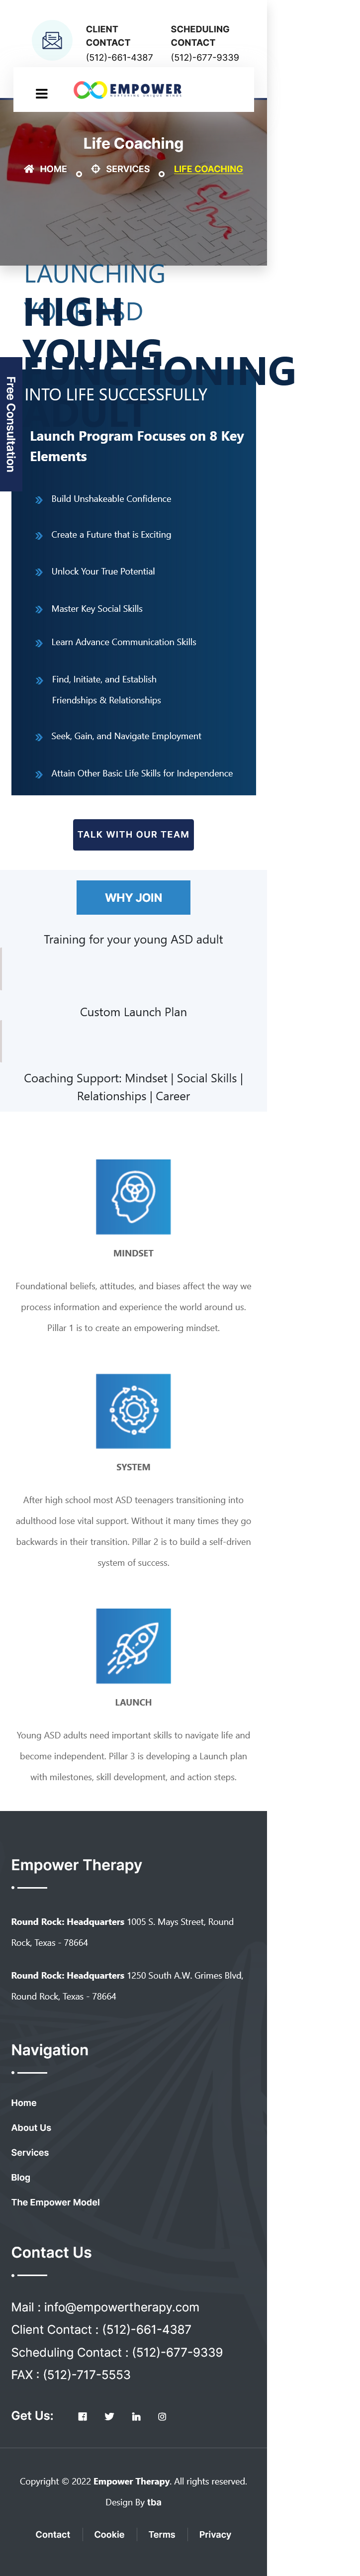 CLIENT
CONTACT
(512)-661-4387
SCHEDULING
CONTACT
(512)-677-9339
EMPOWER
Life Coaching
HOME
SERVICES
LIFE COACHING
LAUNCHING
YOUR ASD
HIGH
YOUNG
FUNCTIONING
ADULT
INTO LIFE SUCCESSFULLY
Free Consultation
Launch Program Focuses on 8 Key
Elements
Build Unshakeable Confidence
Create a Future that is Exciting
Unlock Your True Potential
Master Key Social Skills
Learn Advance Communication Skills
Find, Initiate, and Establish
Friendships & Relationships
Seek, Gain, and Navigate Employment
Attain Other Basic Life Skills for Independence
TALK WITH OUR TEAM
WHY JOIN
Training for your young ASD adult
Custom Launch Plan
Coaching Support: Mindset | Social Skills |
Relationships | Career
MINDSET
Foundational beliefs, attitudes, and biases affect the way we
process information and experience the world around us.
Pillar 1 is to create an empowering mindset.
SYSTEM
After high school most ASD teenagers transitioning into
adulthood lose vital support. Without it many times they go
backwards in their transition. Pillar 2 is to build a self-driven
system of success.
LAUNCH
Young ASD adults need important skills to navigate life and
become independent. Pillar 3 is developing a Launch plan
with milestones, skill development, and action steps.
Empower Therapy
Round Rock: Headquarters 1005 S. Mays Street, Round
Rock, Texas - 78664
Round Rock: Headquarters 1250 South A.W. Grimes Blvd,
Round Rock, Texas - 78664
Navigation
Home
About Us
Services
Blog
The Empower Model
Contact Us
Mail : info@empowertherapy.com
Client Contact : (512)-661-4387
Scheduling Contact : (512)-677-9339
FAX : (512)-717-5553
Get Us:
Copyright © 2022 Empower Therapy. All rights reserved.
Design By tba
Contact
Cookie
Terms
Privacy